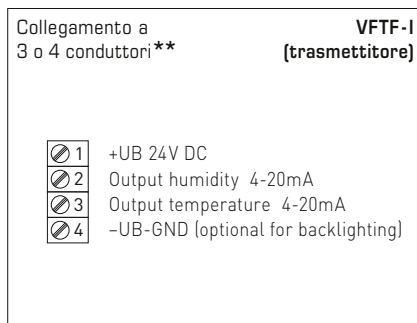 Collegamento a
3 o 4 conduttori**
VFTF-I
(trasmettitore)
1 +UB 24V DC
2 Output humidity 4-20mA
3 Output temperature 4-20mA
4 –UB-GND (optional for backlighting)